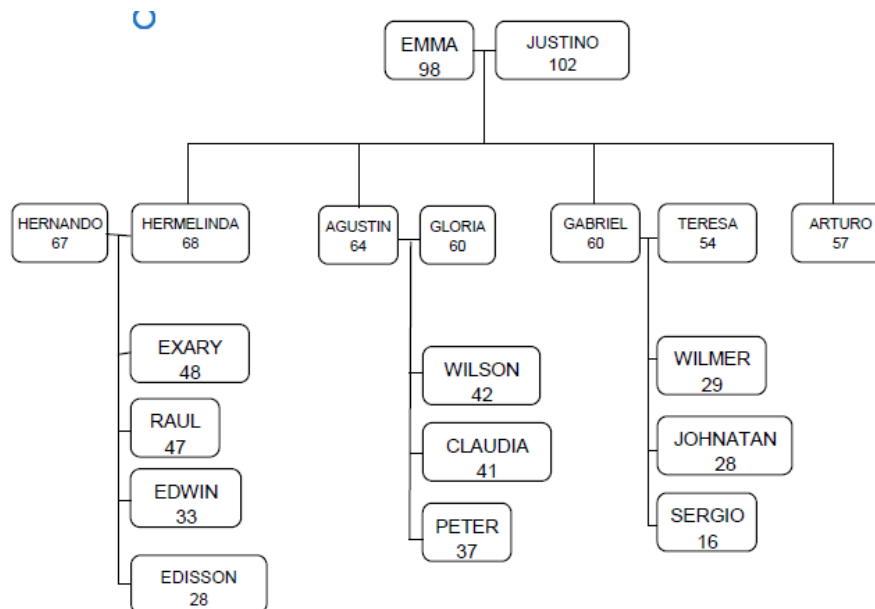 EMMA
98
JUSTINO
102
HERNANDO
67
HERMELINDA
68
AGUSTIN
64
GLORIA
60
GABRIEL
60
TERESA
54
ARTURO
57
EXARY
48
RAUL
47
EDWIN
33
EDISSON
28
WILSON
42
CLAUDIA
41
PETER
37
WILMER
29
JOHNATAN
28
SERGIO
16